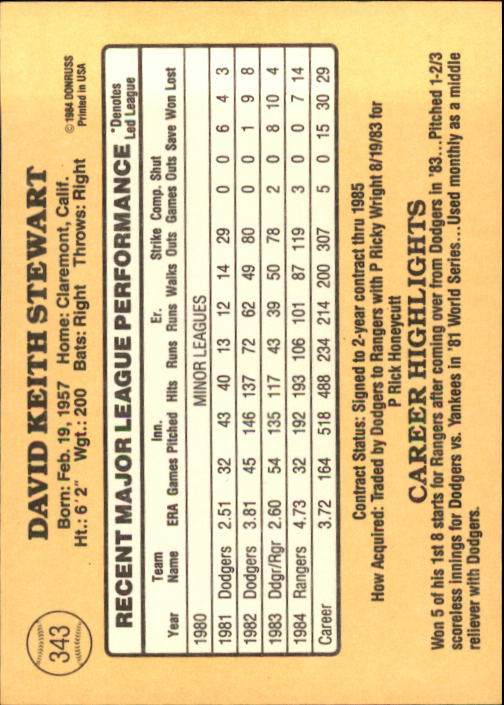 343
DAVID KEITH STEWART
Born: Feb. 19, 1957 Home: Claremont, Calif.
Ht.: 6'2" Wgt.: 200 Bats: Right Throws: Right
© 1984 DONRUSS
Printed in USA
RECENT MAJOR LEAGUE PERFORMANCE *Denotes Led League
Year Team Name ERA Games Inn. Pitched Hits Runs Er. Runs Walks Strike Outs Comp. Games Shut Outs Save Won Lost
1980 MINOR LEAGUES
1981 Dodgers 2.51 32 43 40 13 12 14 29 0 0 6 4 3
1982 Dodgers 3.81 45 146 137 72 62 49 80 0 0 1 9 8
1983 Ddgr/Rgr 2.60 54 135 117 43 39 50 78 2 0 8 10 4
1984 Rangers 4.73 32 192 193 106 101 87 119 3 0 0 7 14
Career 3.72 164 518 488 234 214 200 307 5 0 15 30 29
Contract Status: Signed to 2-year contract thru 1985
How Acquired: Traded by Dodgers to Rangers with P Ricky Wright 8/19/83 for
P Rick Honeycutt
CAREER HIGHLIGHTS
Won 5 of his 1st 8 starts for Rangers after coming over from Dodgers in '83...Pitched 1-2/3
scoreless innings for Dodgers vs. Yankees in '81 World Series...Used monthly as a middle
reliever with Dodgers.